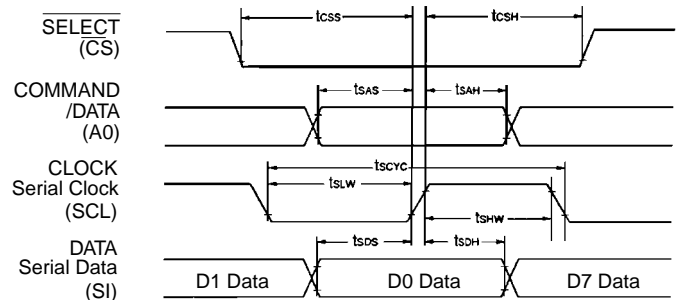 SELECT
(CS)
tcss
tCSH
COMMAND
/DATA
(A0)
tSAS
tSAH
CLOCK
Serial Clock
(SCL)
tSCYC
tSLW
tSHW
DATA
Serial Data
(SI)
tSDS
tSDH
D1 Data
D0 Data
D7 Data